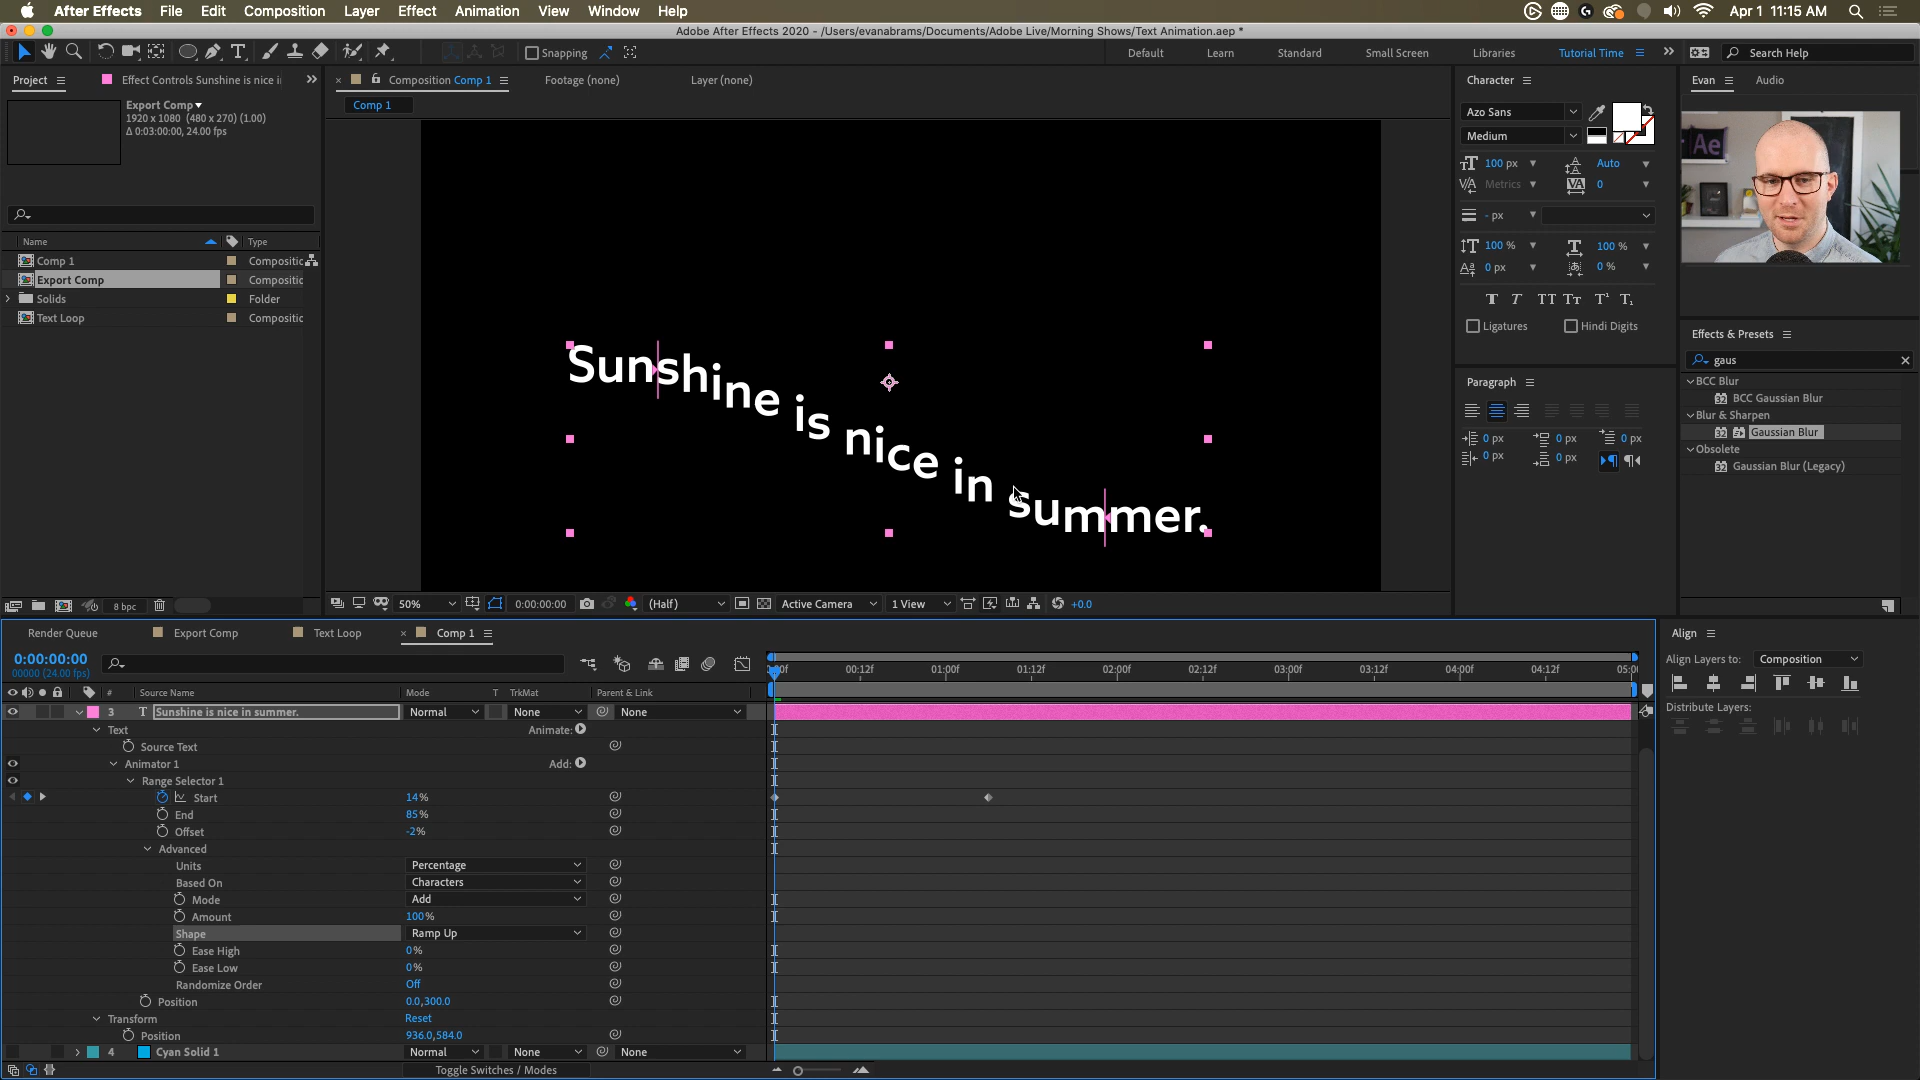 After Effects File Edit Composition Layer Effect Animation View Window Help Apr 1 11:15 AM
Adobe After Effects 2020 - /Users/evanabrams/Documents/Adobe Live/Morning Shows/Text Animation.aep *
Snapping Default Learn Standard Small Screen Libraries Tutorial Time Search Help
Project Effect Controls Sunshine is nice i Composition Comp 1 Footage (none) Layer (none) Character Evan Audio
Export Comp
1920 x 1080 (480 x 270) (1.00)
Δ 0:03:00:00, 24.00 fps
Comp 1
Azo Sans
Medium
Ae
100 px Auto
Metrics 0
- px
100 % 100 %
0 px 0 %
Ligatures Hindi Digits
Name Type
Comp 1 Compositic
Export Comp Compositic
Solids Folder
Text Loop Compositic
Sunshine is nice in summer.
Effects & Presets
gaus
BCC Blur
BCC Gaussian Blur
Blur & Sharpen
Gaussian Blur
Obsolete
Gaussian Blur (Legacy)
Paragraph
0 px 0 px 0 px
0 px 0 px
8 bpc 50% 0:00:00:00 (Half) Active Camera 1 View +0.0
Render Queue Export Comp Text Loop Comp 1
0:00:00:00
00000 (24.00 fps)
:00f 00:12f 01:00f 01:12f 02:00f 02:12f 03:00f 03:12f 04:00f 04:12f 05:00
# Source Name Mode T TrkMat Parent & Link
3 T Sunshine is nice in summer. Normal None None
Text Animate:
Source Text
Animator 1 Add:
Range Selector 1
Start 14%
End 85%
Offset -2%
Advanced
Units Percentage
Based On Characters
Mode Add
Amount 100%
Shape Ramp Up
Ease High 0%
Ease Low 0%
Randomize Order Off
Position 0.0,300.0
Transform Reset
Position 936.0,584.0
4 Cyan Solid 1 Normal None None
Toggle Switches / Modes
Align
Align Layers to: Composition
Distribute Layers: